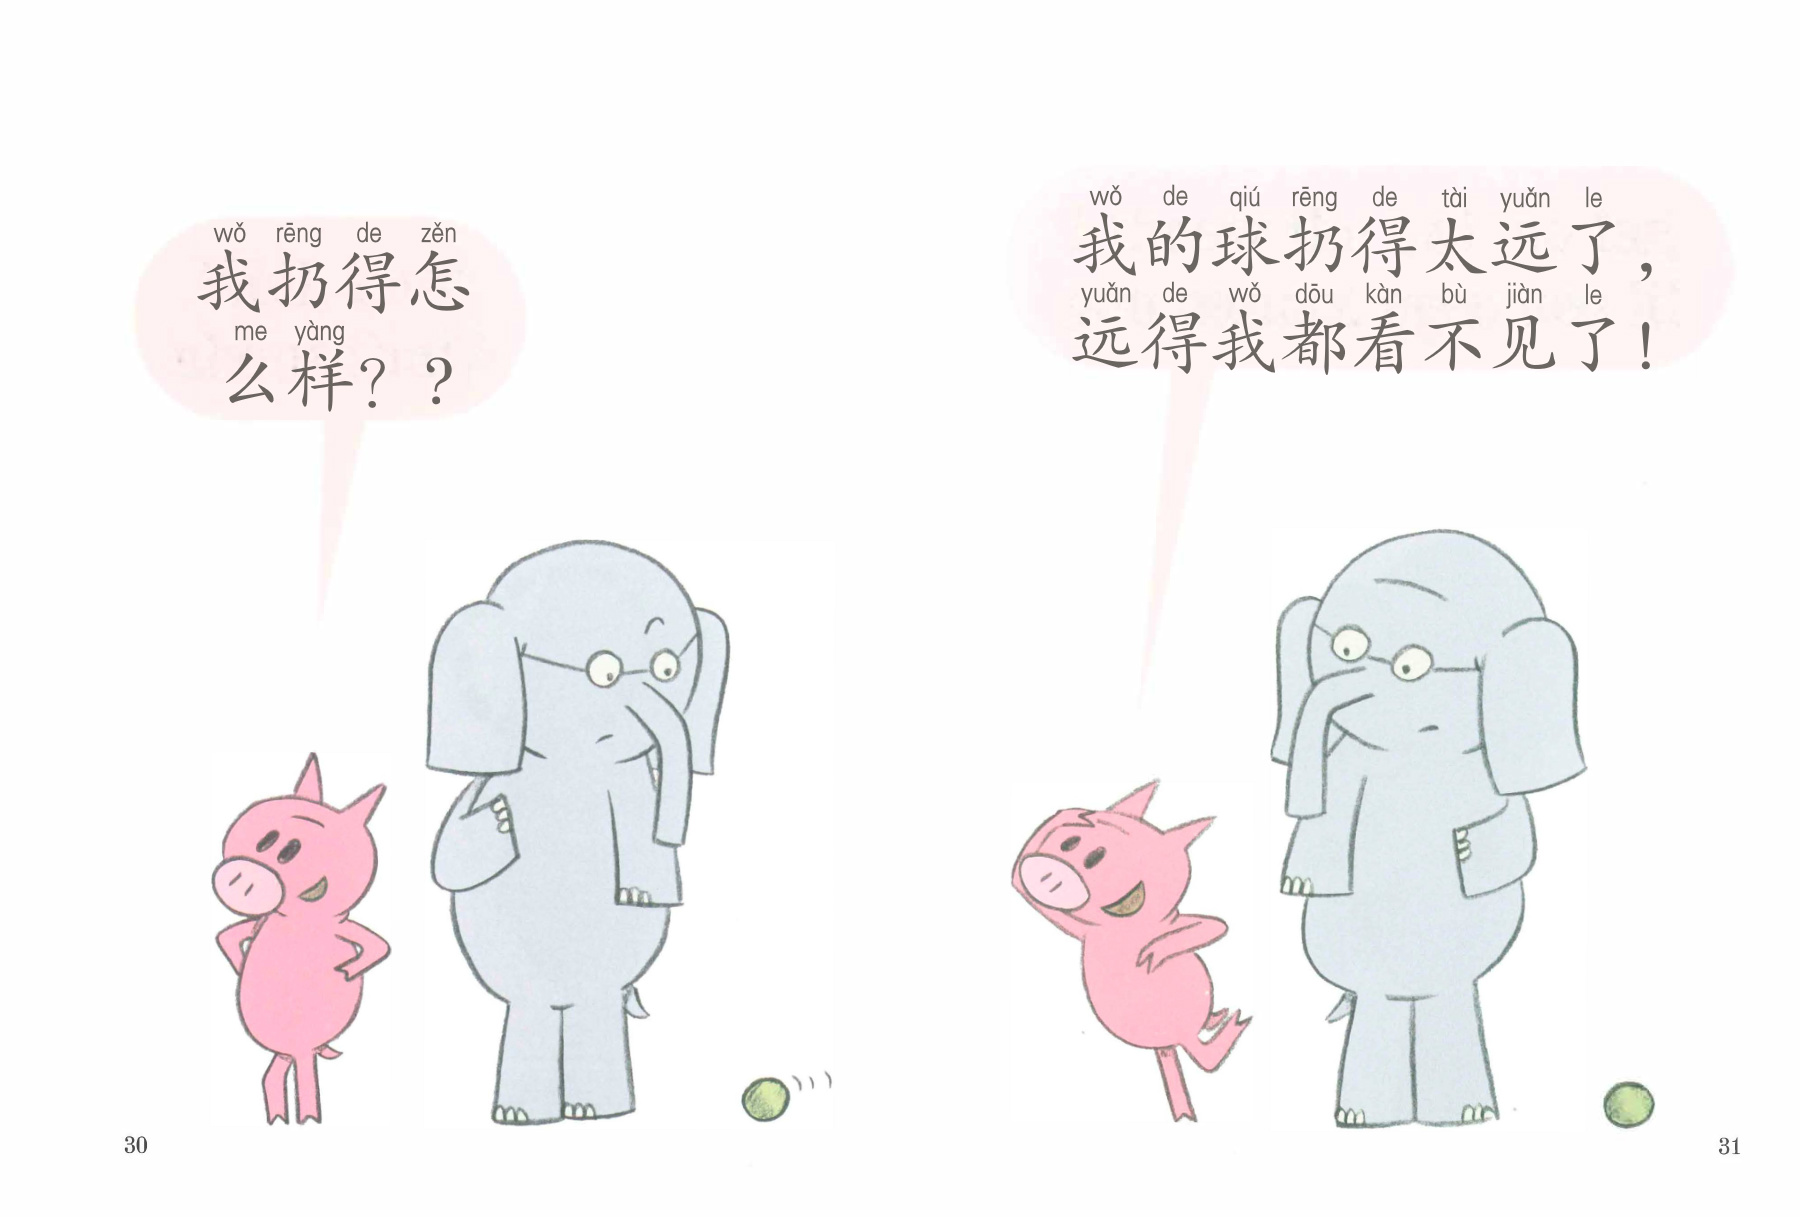 wǒ rēng de zěn
我扔得怎
me yàng
么样？？
30
wǒ de qiú rēng de tài yuǎn le
我的球扔得太远了，
yuǎn de wǒ dōu kàn bù jiàn le
远得我都看不见了！
31